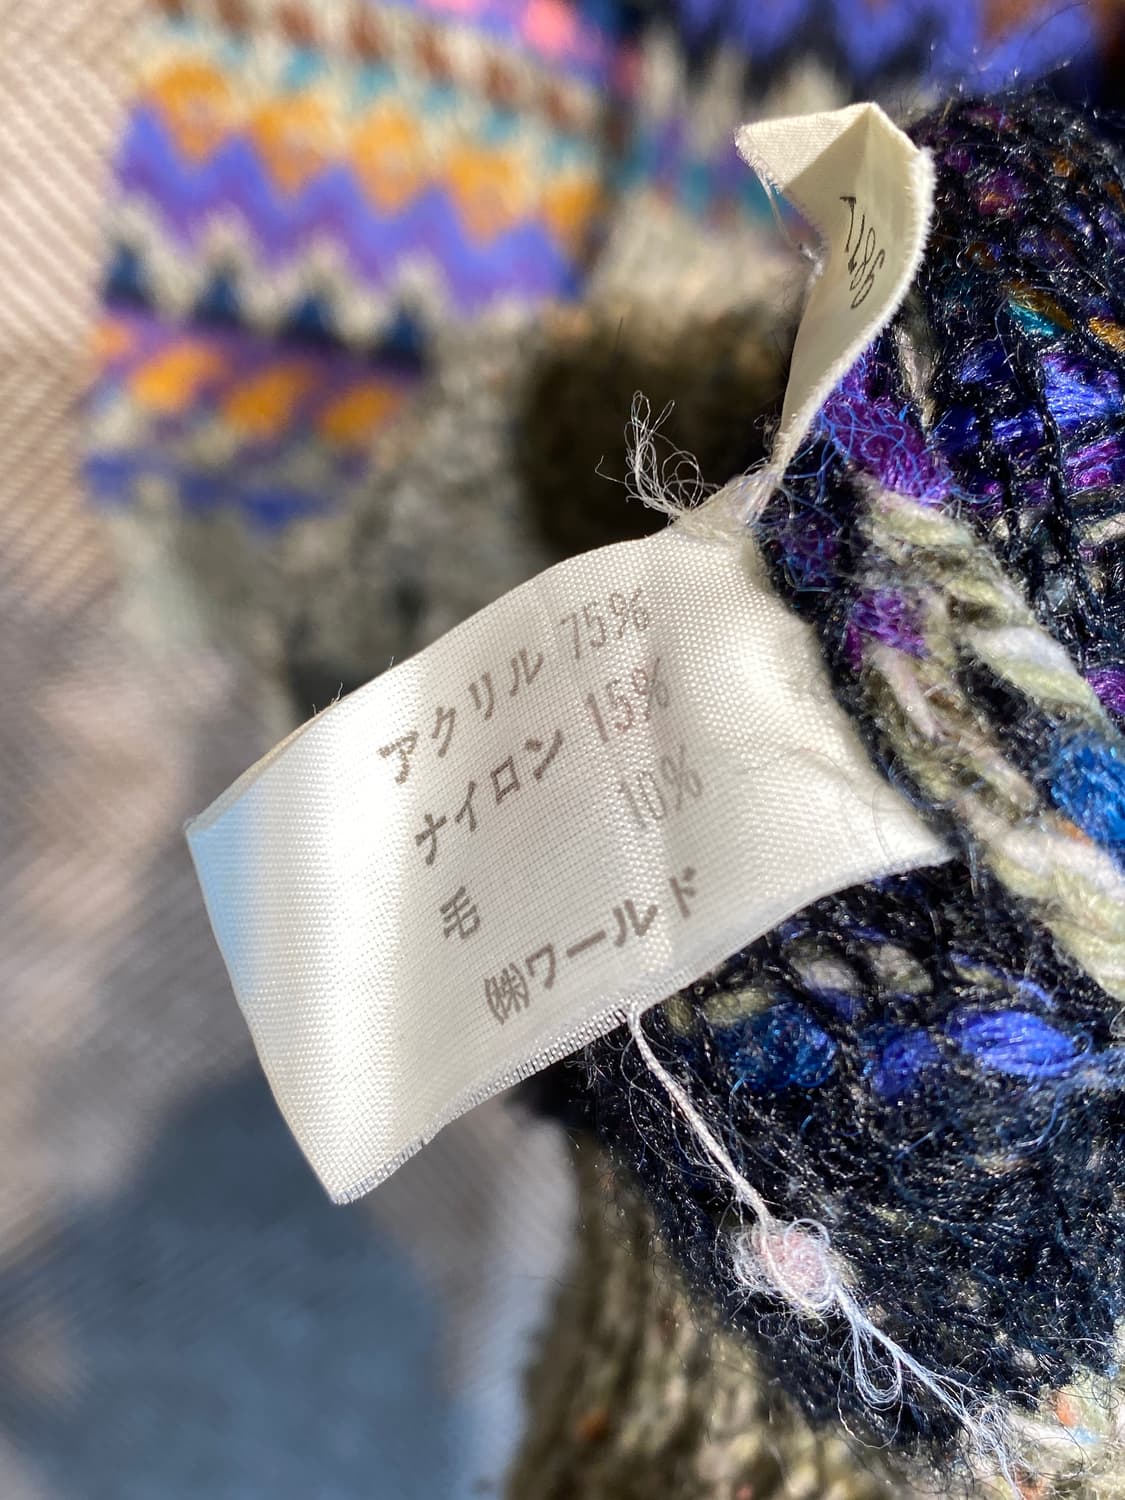 アクリル 75%
ナイロン 15%
毛 10%
㈱ワールド